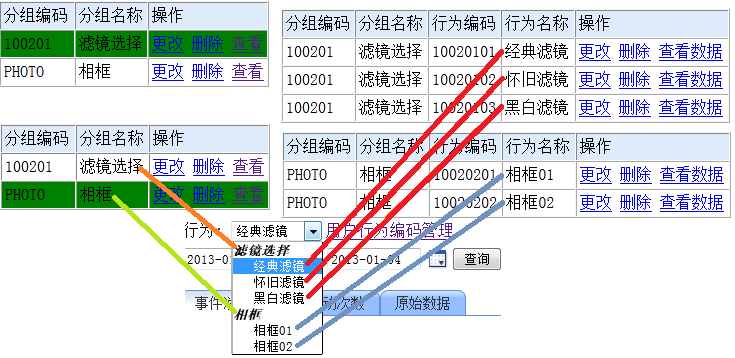 分组编码 分组名称 操作
100201 滤镜选择 更改 删除 查看
PHOTO 相框 更改 删除 查看
分组编码 分组名称 行为编码 行为名称 操作
100201 滤镜选择 10020101 经典滤镜 更改 删除 查看数据
100201 滤镜选择 10020102 怀旧滤镜 更改 删除 查看数据
100201 滤镜选择 10020103 黑白滤镜 更改 删除 查看数据
分组编码 分组名称 操作
100201 滤镜选择 更改 删除 查看
PHOTO 相框 更改 删除 查看
分组编码 分组名称 行为编码 行为名称 操作
PHOTO 相框 10020201 相框01 更改 删除 查看数据
PHOTO 相框 10020202 相框02 更改 删除 查看数据
行为: 经典滤镜 用户行为编码管理
滤镜选择
经典滤镜
怀旧滤镜
黑白滤镜
相框
相框01
相框02
2013-0 2013-01-04 查询
事件 动次数 原始数据